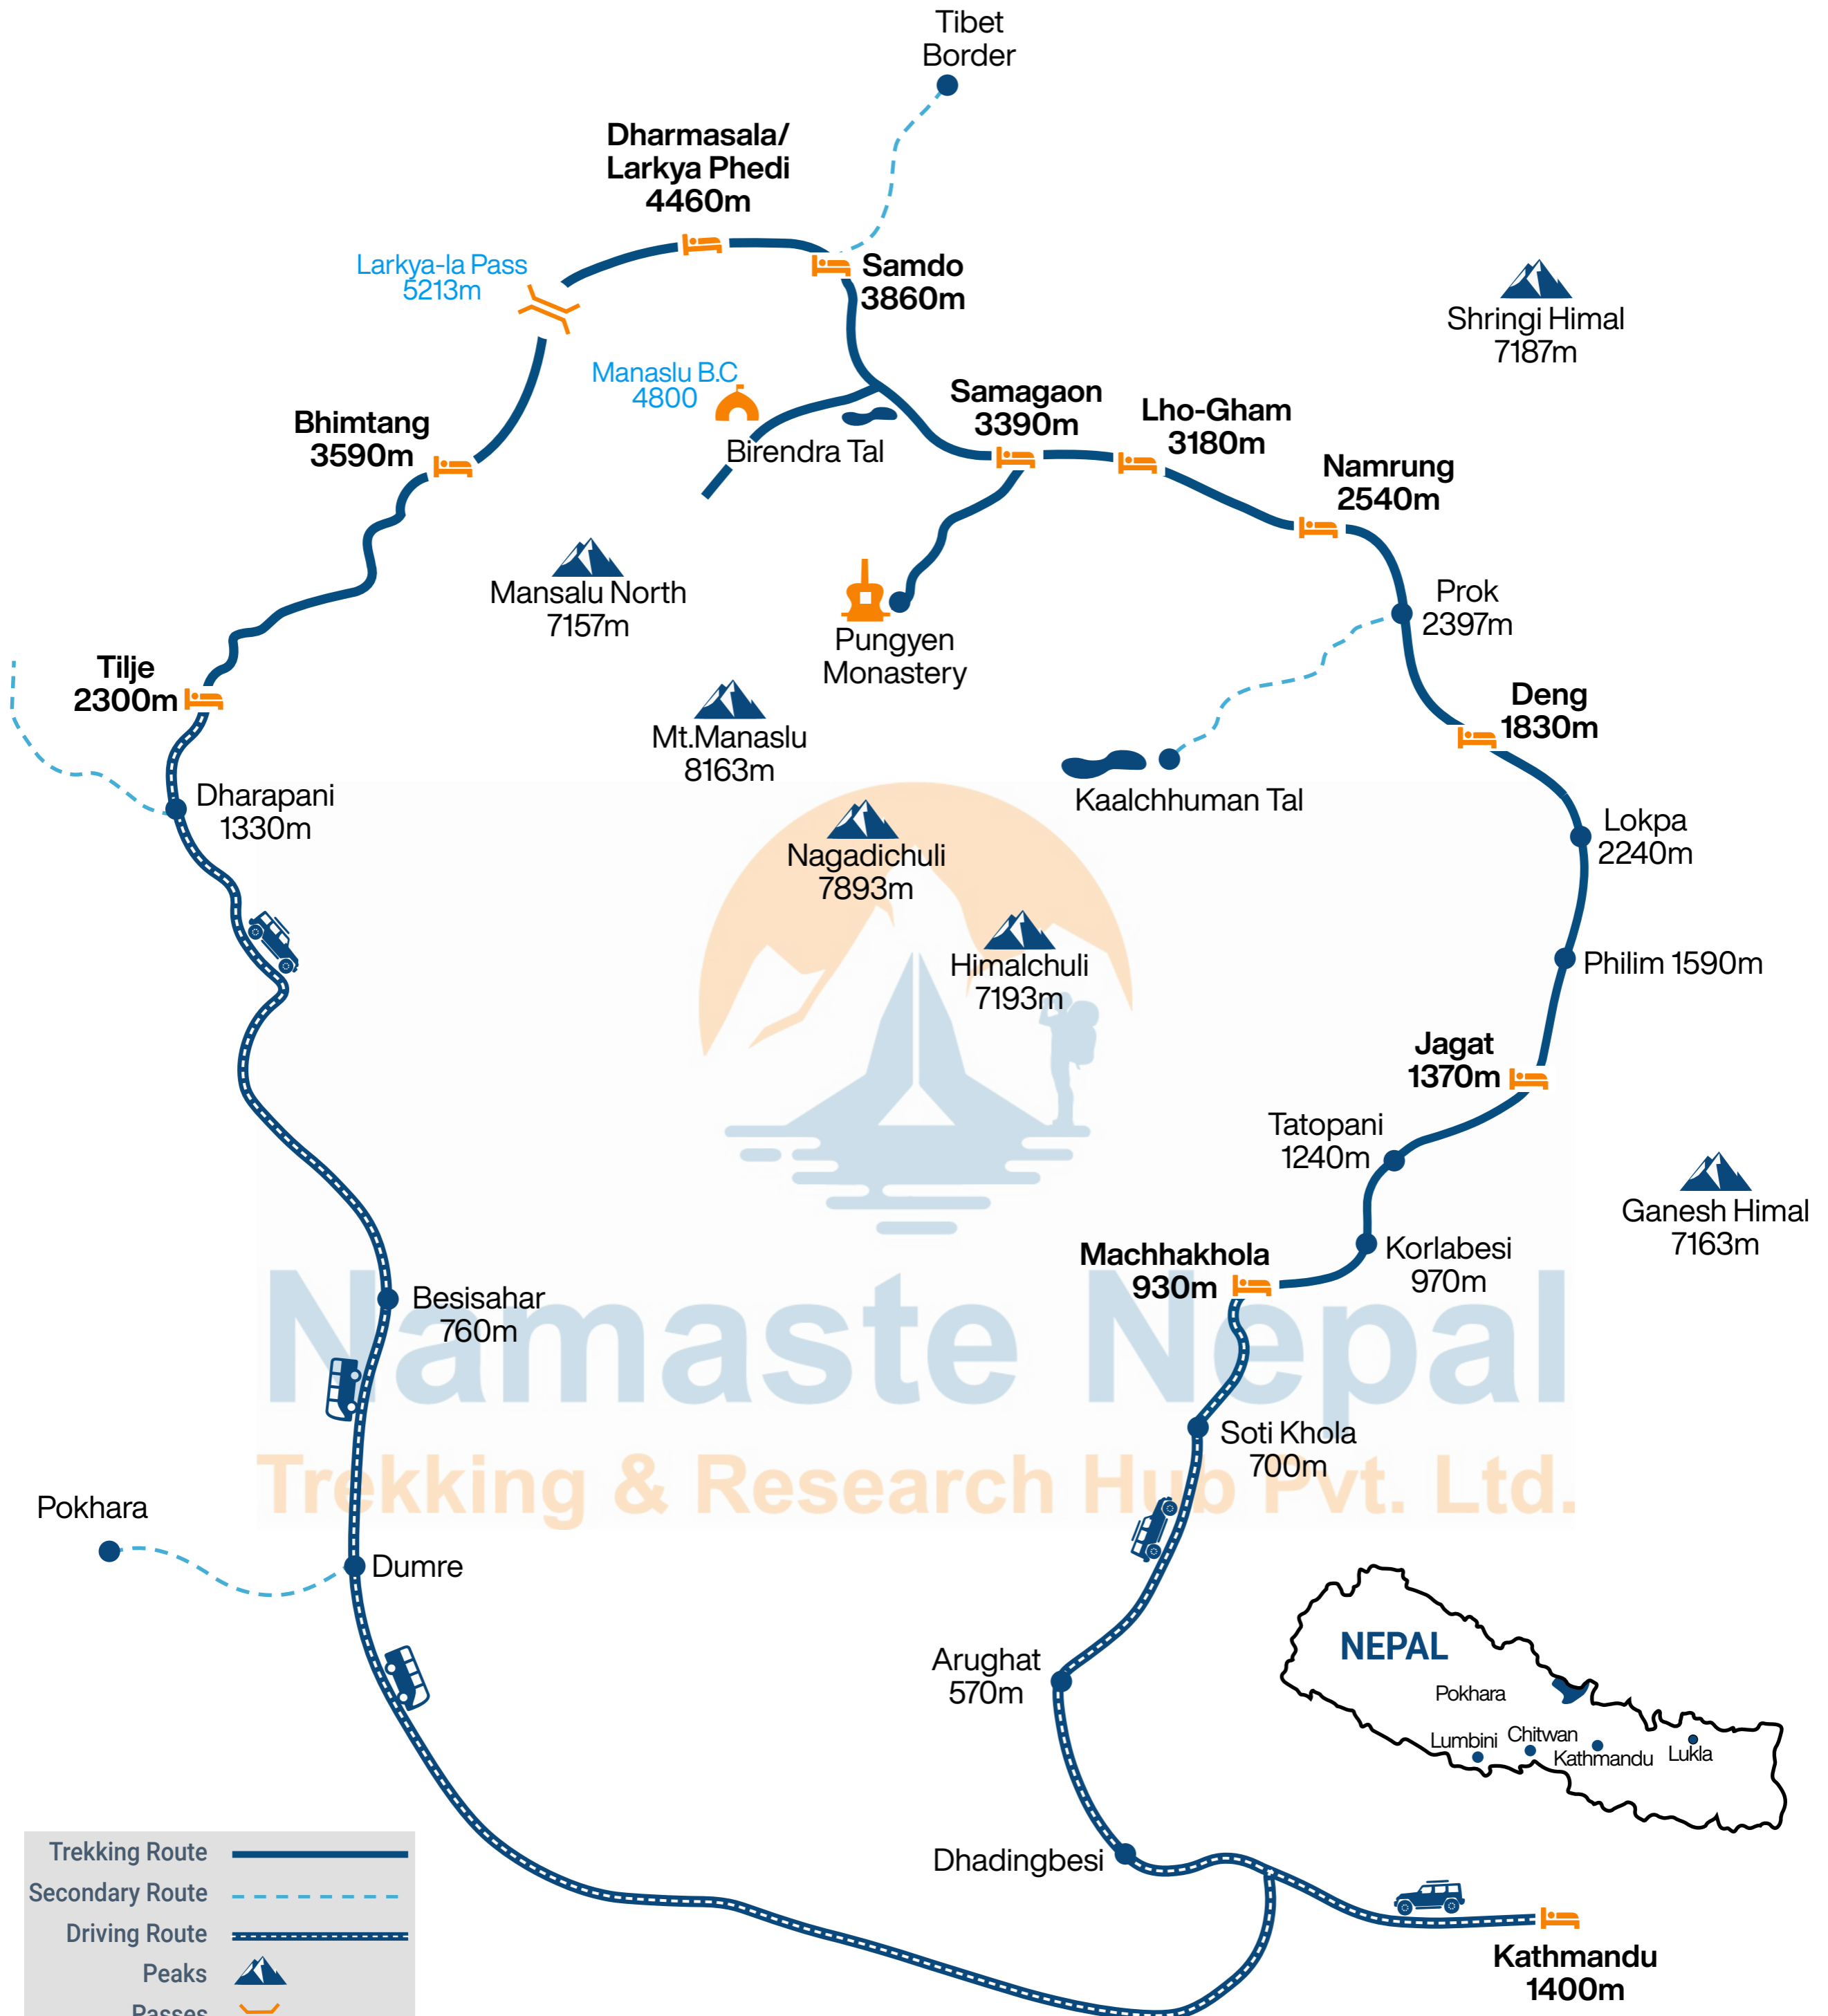 Tibet
Border
Dharmasala/
Larkya Phedi
4460m
Larkya-la Pass
5213m
Samdo
3860m
Shringi Himal
7187m
Manaslu B.C
4800
Birendra Tal
Samagaon
3390m
Lho-Gham
3180m
Bhimtang
3590m
Namrung
2540m
Mansalu North
7157m
Prok
2397m
Pungyen
Monastery
Tilje
2300m
Mt.Manaslu
8163m
Deng
1830m
Kaalchhuman Tal
Dharapani
1330m
Lokpa
2240m
Nagadichuli
7893m
Himalchuli
7193m
Philim 1590m
Jagat
1370m
Tatopani
1240m
Ganesh Himal
7163m
Machhakhola
930m
Korlabesi
970m
Besisahar
760m
Namaste Nepal
Trekking & Research Hub Pvt. Ltd.
Soti Khola
700m
Pokhara
Dumre
Arughat
570m
NEPAL
Pokhara
Lumbini
Chitwan
Kathmandu
Lukla
Dhadingbesi
Kathmandu
1400m
Trekking Route
Secondary Route
Driving Route
Peaks
Passes